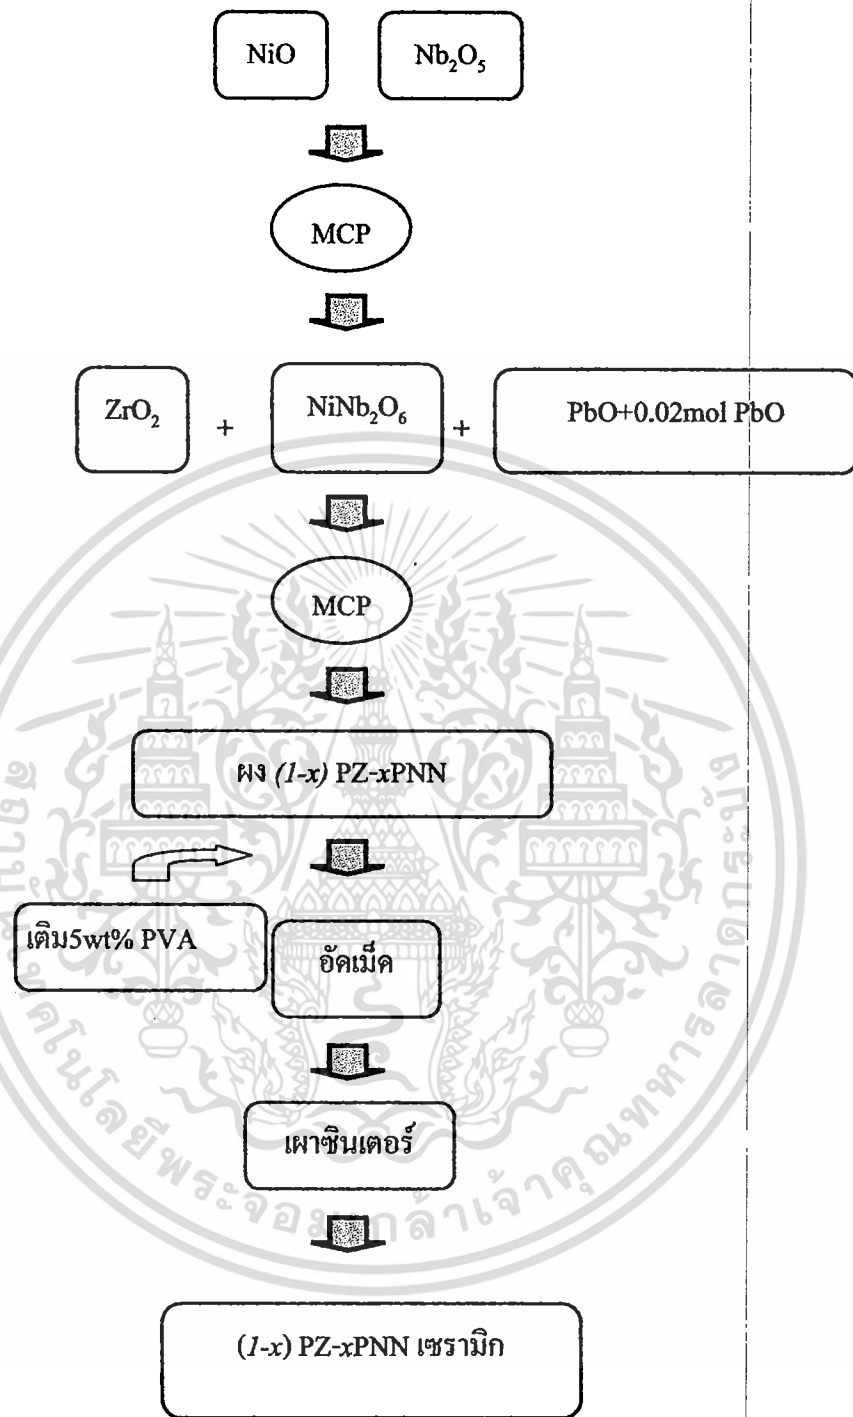 NiO Nb₂O₅
MCP
ZrO₂ + NiNb₂O₆ + PbO+0.02mol PbO
MCP
ผง (1-x) PZ-xPNN
เติม5wt% PVA
อัดเม็ด
เผาซินเตอร์
(1-x) PZ-xPNN เซรามิก